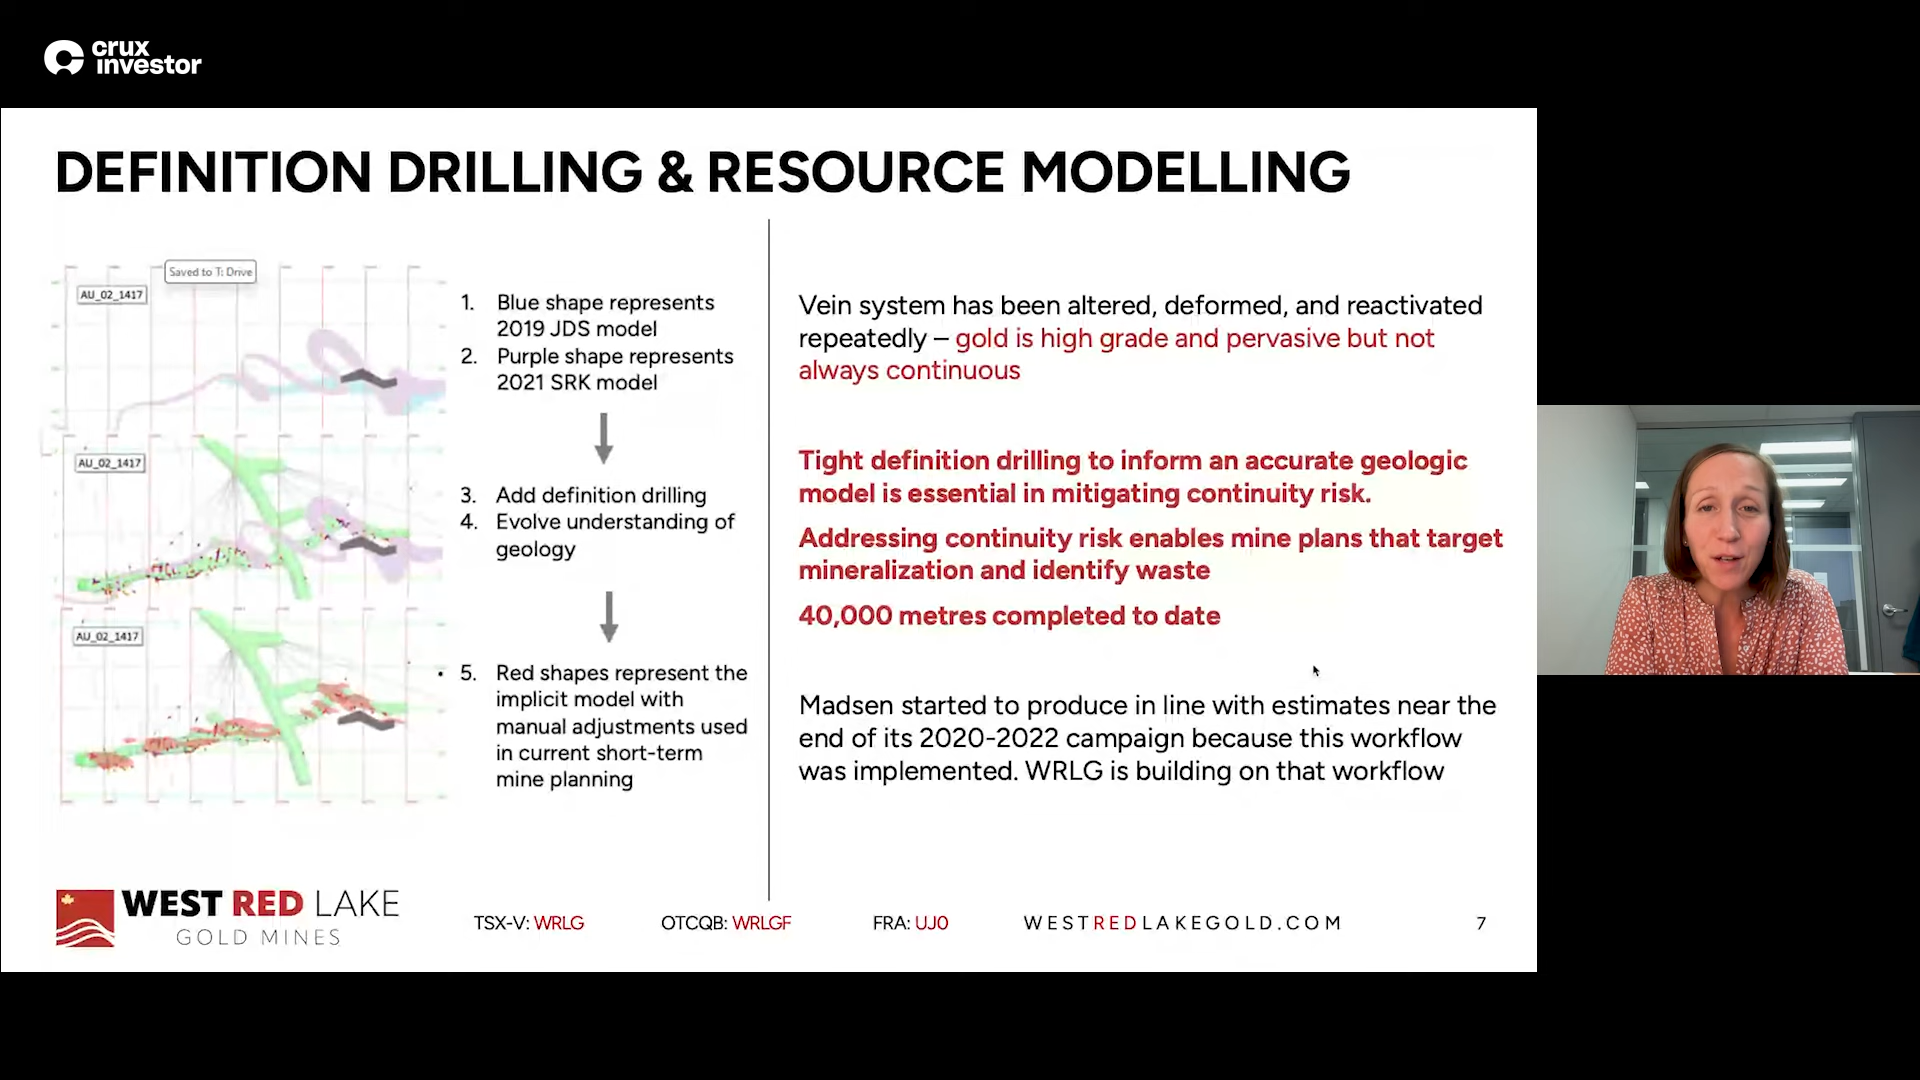 crux
investor
DEFINITION DRILLING & RESOURCE MODELLING
Saved to T: Drive
AU_02_1417
AU_02_1417
AU_02_1417
1. Blue shape represents
2019 JDS model
2. Purple shape represents
2021 SRK model
3. Add definition drilling
4. Evolve understanding of
geology
5. Red shapes represent the
implicit model with
manual adjustments used
in current short-term
mine planning
Vein system has been altered, deformed, and reactivated
repeatedly – gold is high grade and pervasive but not
always continuous
Tight definition drilling to inform an accurate geologic
model is essential in mitigating continuity risk.
Addressing continuity risk enables mine plans that target
mineralization and identify waste
40,000 metres completed to date
Madsen started to produce in line with estimates near the
end of its 2020-2022 campaign because this workflow
was implemented. WRLG is building on that workflow
WEST RED LAKE
GOLD MINES
TSX-V: WRLG
OTCQB: WRLGF
FRA: UJ0
WESTREDLAKEGOLD.COM
7